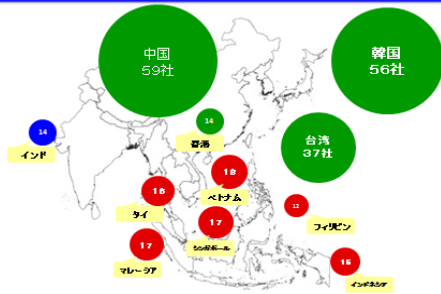 中国
59社
韓国
56社
14
インド
14
香港
台湾
37社
18
ベトナム
16
タイ
12
フィリピン
17
シンガポール
17
マレーシア
15
インドネシア